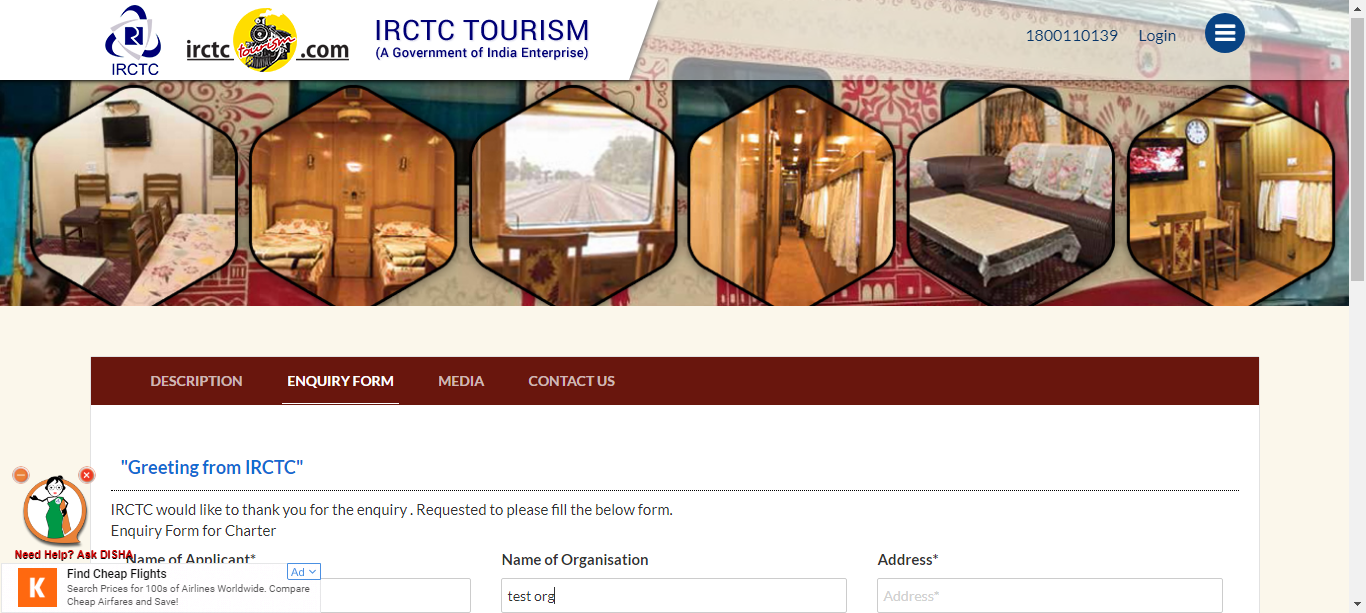 IRCTC
irctc tourism .com
IRCTC TOURISM
(A Government of India Enterprise)
1800110139 Login
DESCRIPTION ENQUIRY FORM MEDIA CONTACT US
"Greeting from IRCTC"
IRCTC would like to thank you for the enquiry . Requested to please fill the below form.
Enquiry Form for Charter
Need Help? Ask DISHA
Name of Applicant* Name of Organisation Address*
test org Address*
K
Find Cheap Flights
Ad
Search Prices for 100s of Airlines Worldwide. Compare
Cheap Airfares and Save!